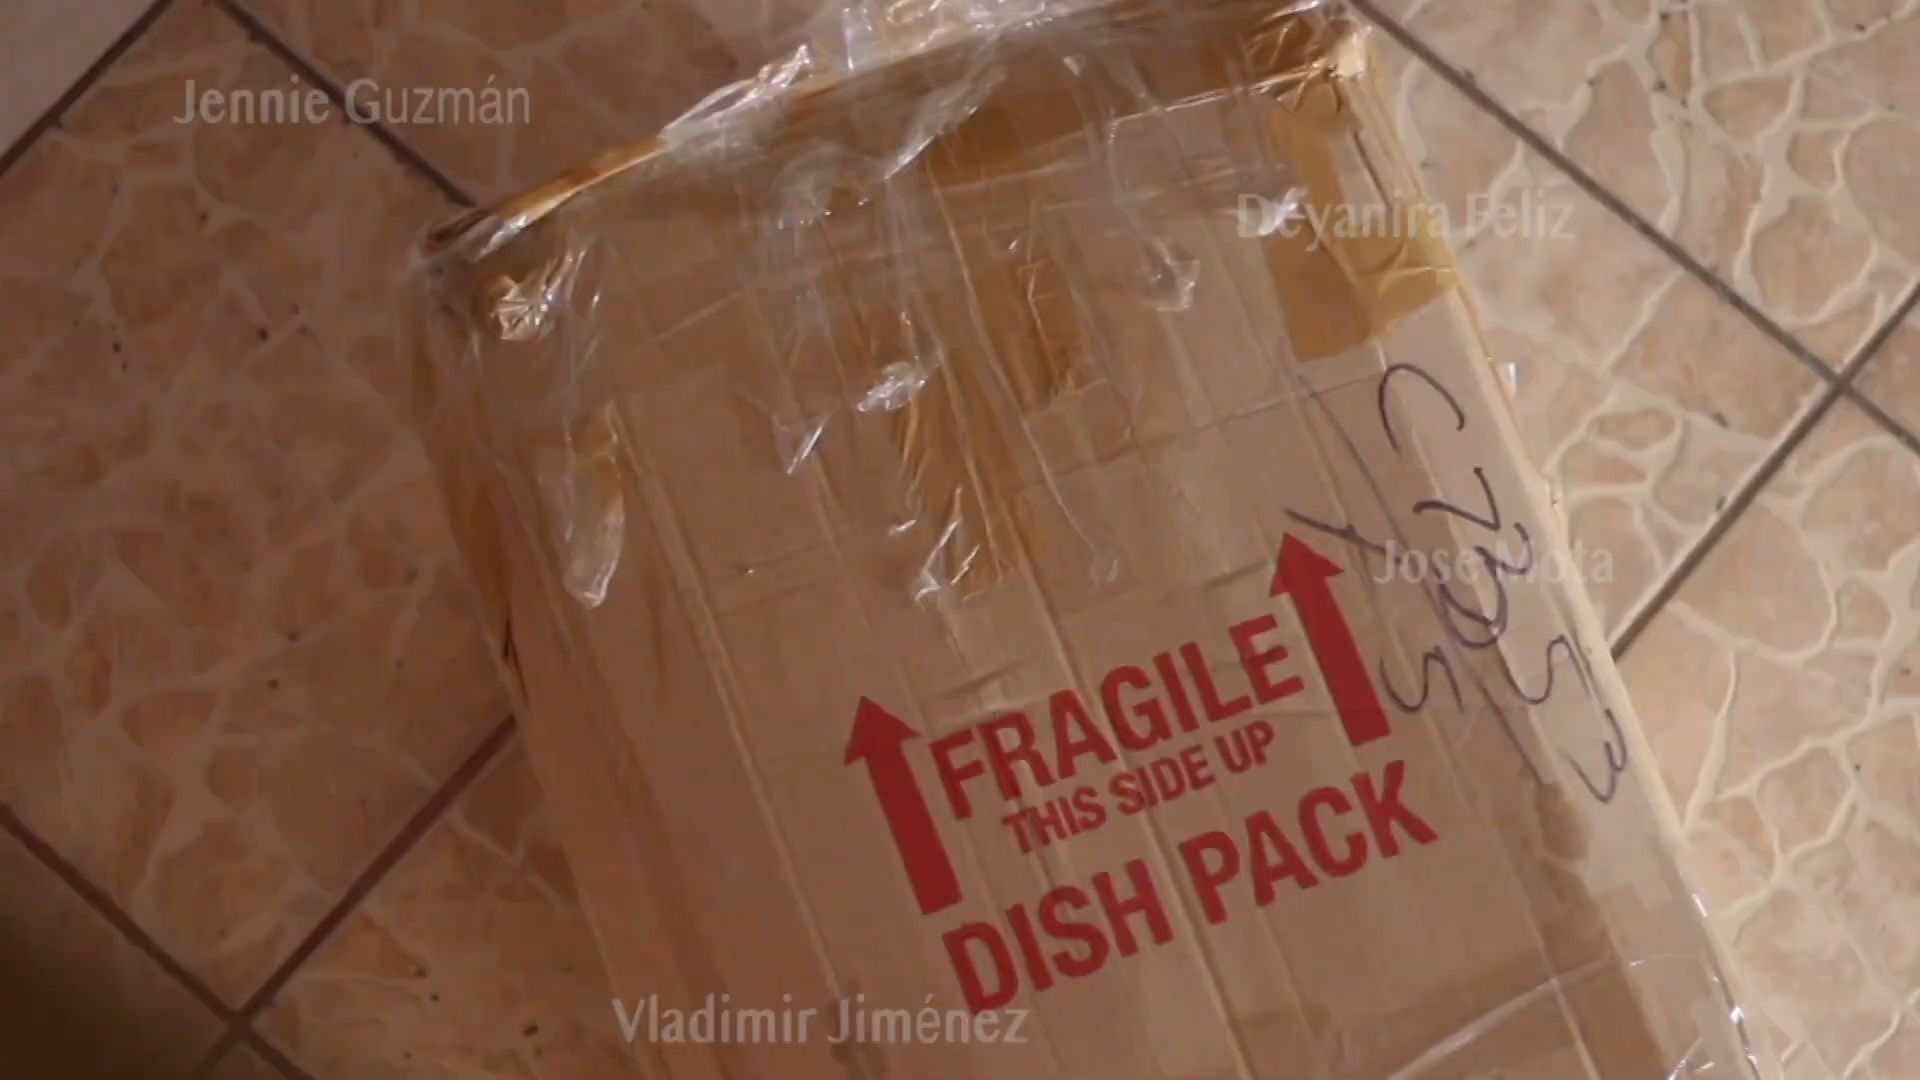 Jennie Guzmán
Deyanira Feliz
Jose Mota
FRAGILE
THIS SIDE UP
DISH PACK
Vladimir Jiménez